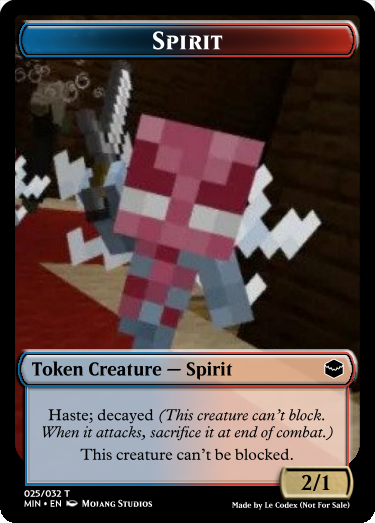 Spirit
Token Creature — Spirit
Haste; decayed (This creature can't block.
When it attacks, sacrifice it at end of combat.)
This creature can't be blocked.
2/1
025/032 T
MIN • EN Mojang Studios
Made by Le Codex (Not For Sale)